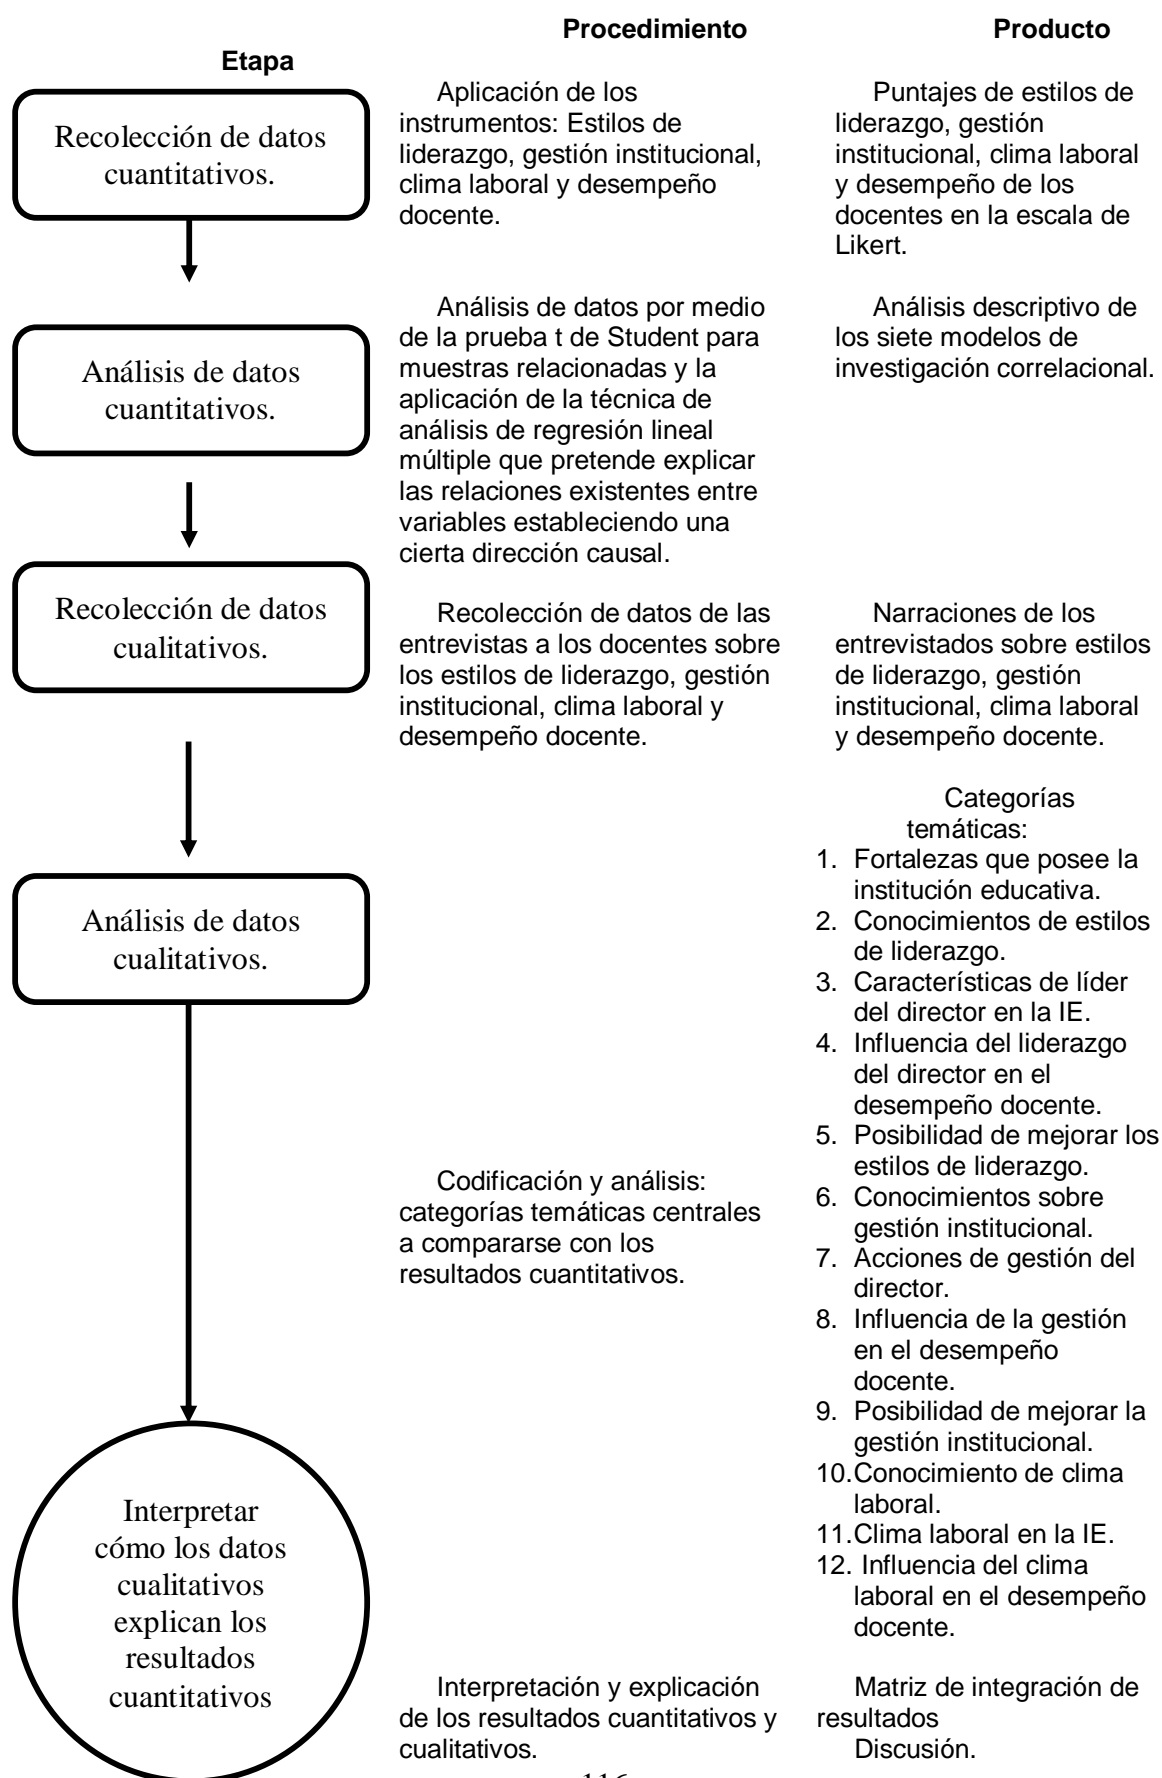 Procedimiento
Producto
Etapa
Recolección de datos
cuantitativos.
Aplicación de los
instrumentos: Estilos de
liderazgo, gestión institucional,
clima laboral y desempeño
docente.
Puntajes de estilos de
liderazgo, gestión
institucional, clima laboral
y desempeño de los
docentes en la escala de
Likert.
Análisis de datos
cuantitativos.
Análisis de datos por medio
de la prueba t de Student para
muestras relacionadas y la
aplicación de la técnica de
análisis de regresión lineal
múltiple que pretende explicar
las relaciones existentes entre
variables estableciendo una
cierta dirección causal.
Análisis descriptivo de
los siete modelos de
investigación correlacional.
Recolección de datos
cualitativos.
Recolección de datos de las
entrevistas a los docentes sobre
los estilos de liderazgo, gestión
institucional, clima laboral y
desempeño docente.
Narraciones de los
entrevistados sobre estilos
de liderazgo, gestión
institucional, clima laboral
y desempeño docente.
Análisis de datos
cualitativos.
Codificación y análisis:
categorías temáticas centrales
a compararse con los
resultados cuantitativos.
Categorías
temáticas:
1. Fortalezas que posee la
institución educativa.
2. Conocimientos de estilos
de liderazgo.
3. Característícas de líder
del director en la IE.
4. Influencia del liderazgo
del director en el
desempeño docente.
5. Posibilidad de mejorar los
estilos de liderazgo.
6. Conocimientos sobre
gestión institucional.
7. Acciones de gestión del
director.
8. Influencia de la gestión
en el desempeño
docente.
9. Posibilidad de mejorar la
gestión institucional.
10.Conocimiento de clima
laboral.
11.Clima laboral en la IE.
12. Influencia del clima
laboral en el desempeño
docente.
Interpretar
cómo los datos
cualitativos
explican los
resultados
cuantitativos
Interpretación y explicación
de los resultados cuantitativos y
cualitativos.
Matriz de integración de
resultados
Discusión.
116